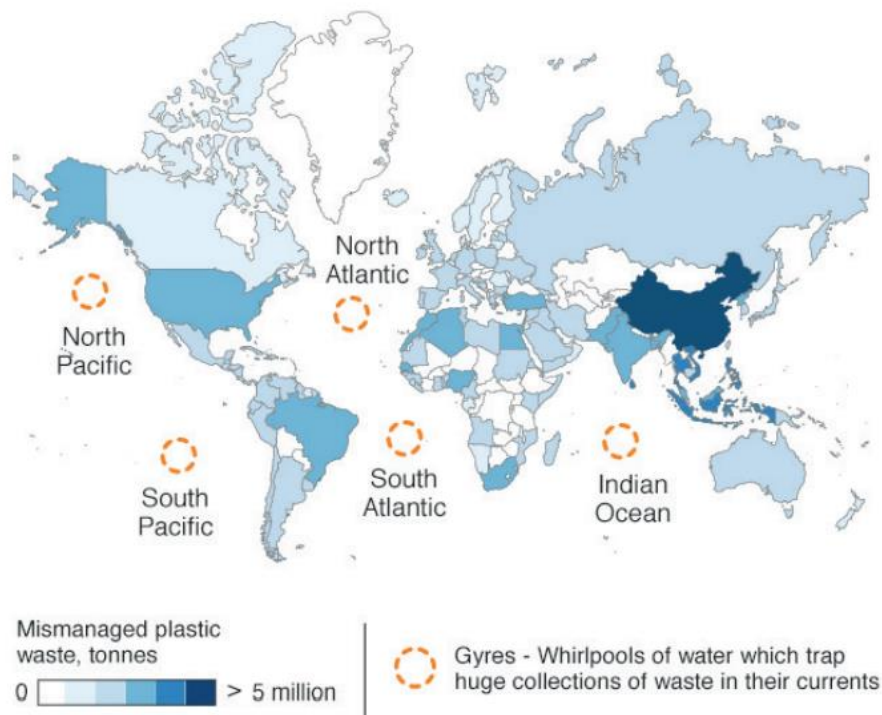 North
Atlantic
North
Pacific
South
Pacific
South
Atlantic
Indian
Ocean
Mismanaged plastic
waste, tonnes
0 > 5 million
Gyres - Whirlpools of water which trap
huge collections of waste in their currents